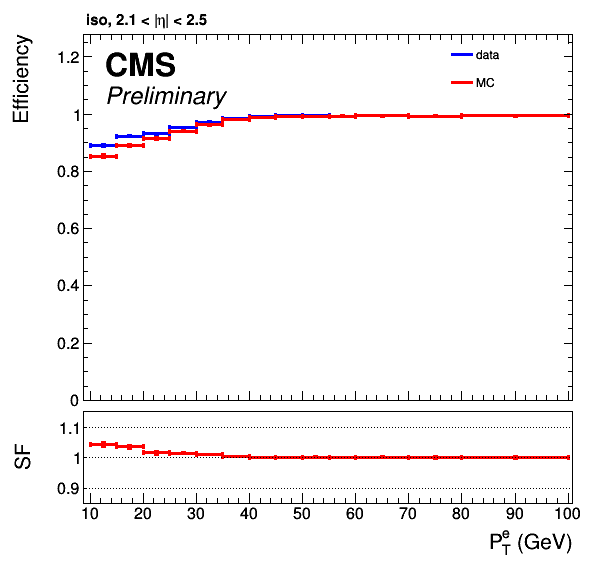 iso, 2.1 < |η| < 2.5
Efficiency
CMS
Preliminary
data
MC
1.2
1
0.8
0.6
0.4
0.2
0
SF
1.1
1
0.9
10 20 30 40 50 60 70 80 90 100
P_T^e (GeV)